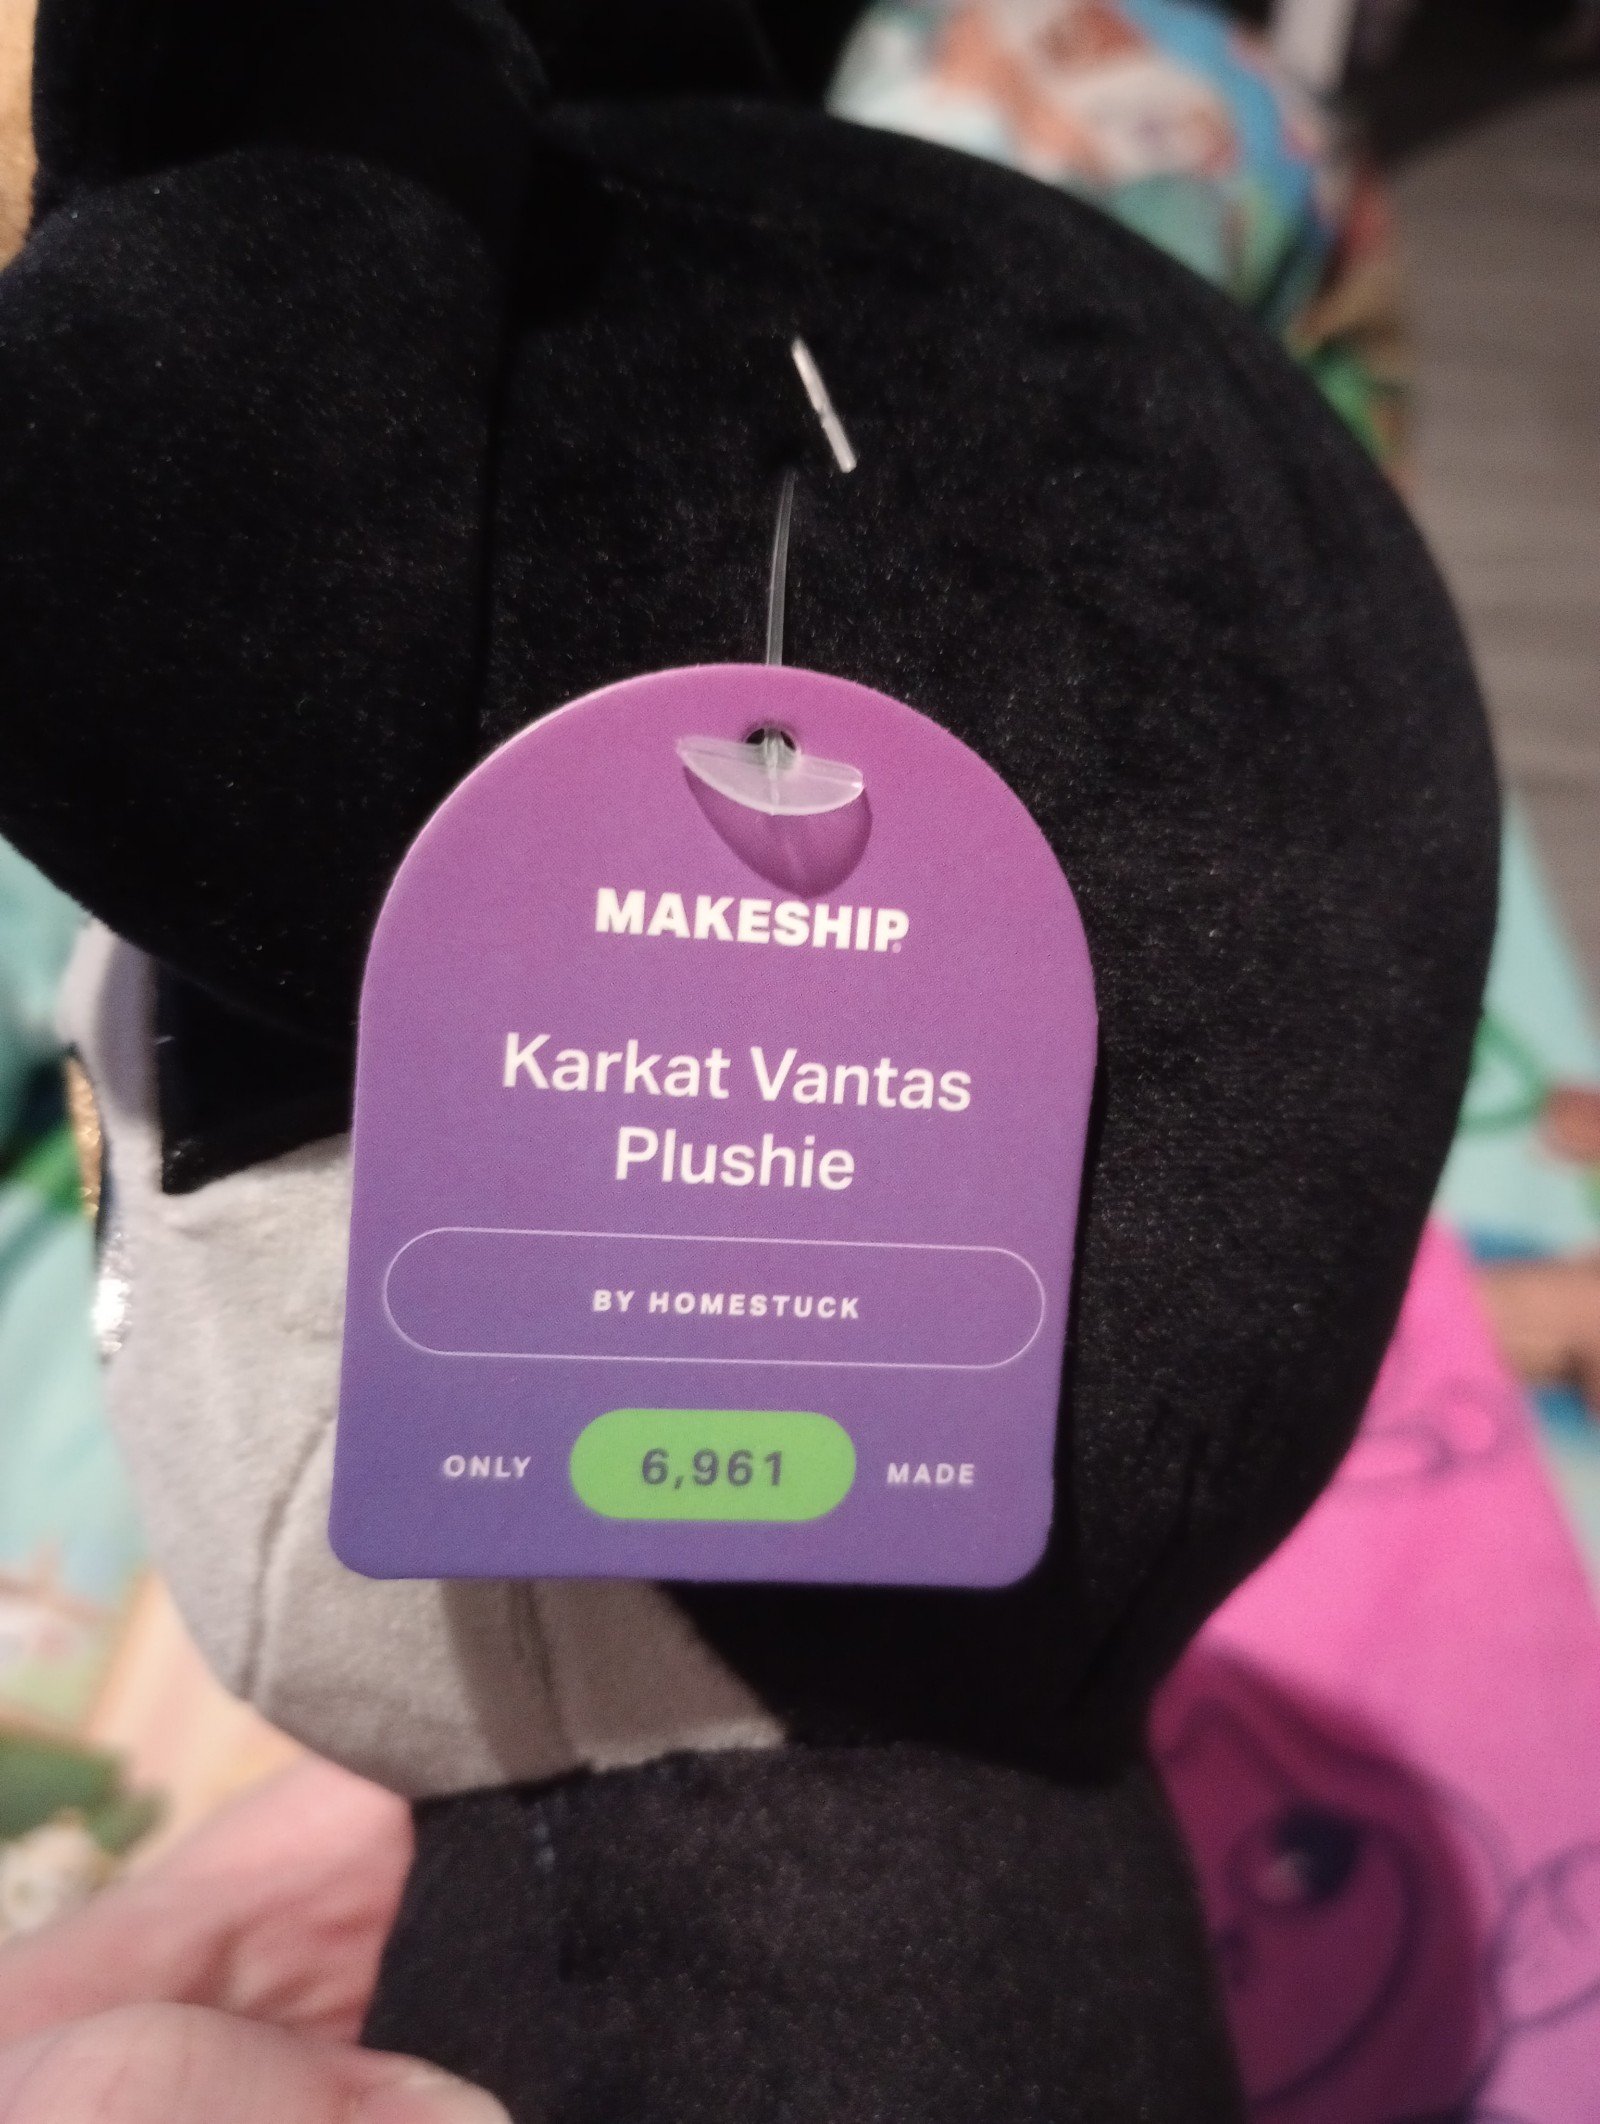 MAKESHIP
Karkat Vantas
Plushie
BY HOMESTUCK
ONLY 6,961 MADE